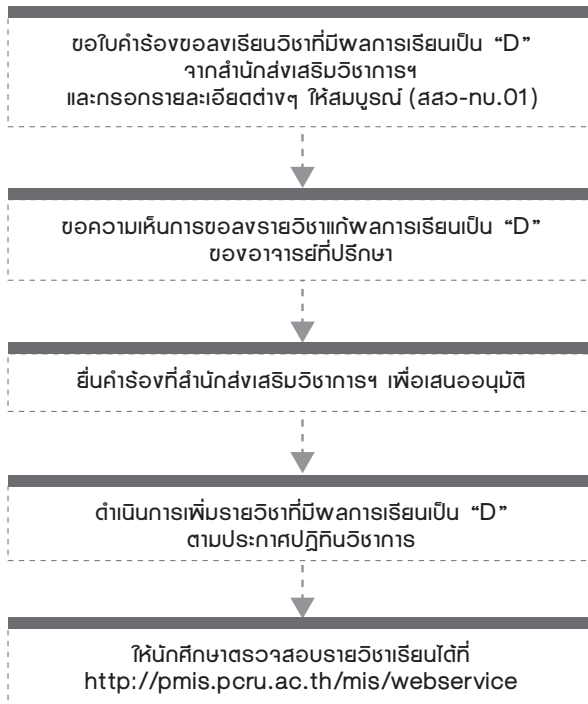 ขอใบคำร้องขอลงเรียนวิชาที่มีผลการเรียนเป็น “D”
จากสำนักส่งเสริมวิชาการฯ
และกรอกรายละเอียดต่างๆ ให้สมบูรณ์ (สสว-ทบ.01)
ขอความเห็นการขอลงรายวิชาแก้ผลการเรียนเป็น “D”
ของอาจารย์ที่ปรึกษา
ยื่นคำร้องที่สำนักส่งเสริมวิชาการฯ เพื่อเสนออนุมัติ
ดำเนินการเพิ่มรายวิชาที่มีผลการเรียนเป็น “D”
ตามประกาศปฏิทินวิชาการ
ให้นักศึกษาตรวจสอบรายวิชาเรียนได้ที่
http://pmis.pcru.ac.th/mis/webservice